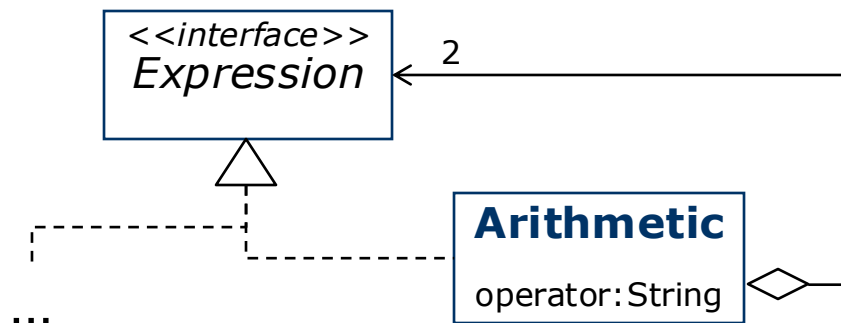 <<interface>>
Expression
2
Arithmetic
operator:String
...